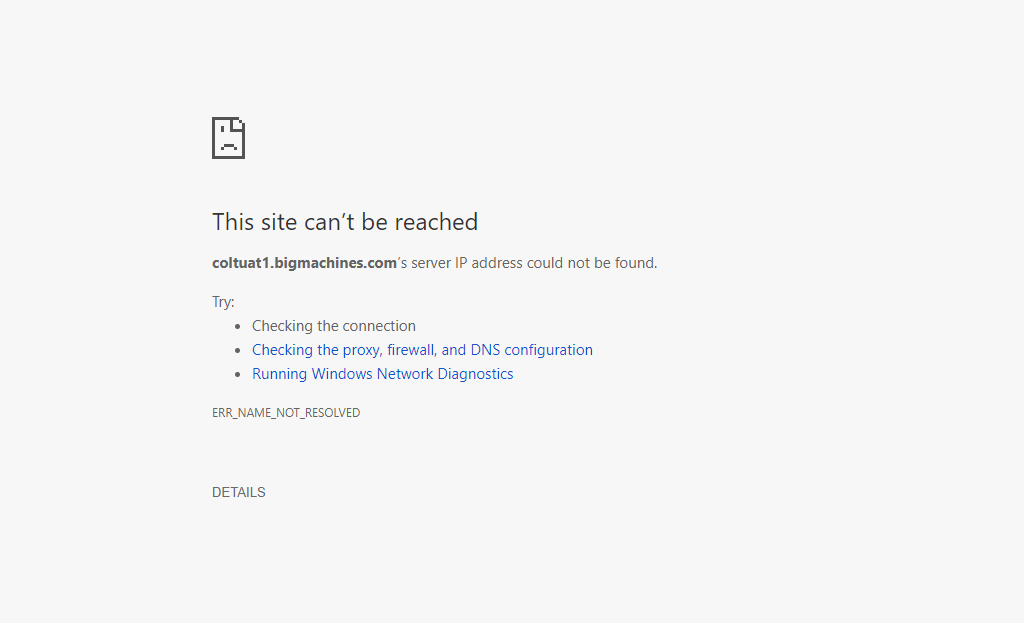 This site can’t be reached
coltuat1.bigmachines.com’s server IP address could not be found.
Try:
Checking the connection
Checking the proxy, firewall, and DNS configuration
Running Windows Network Diagnostics
ERR_NAME_NOT_RESOLVED
DETAILS